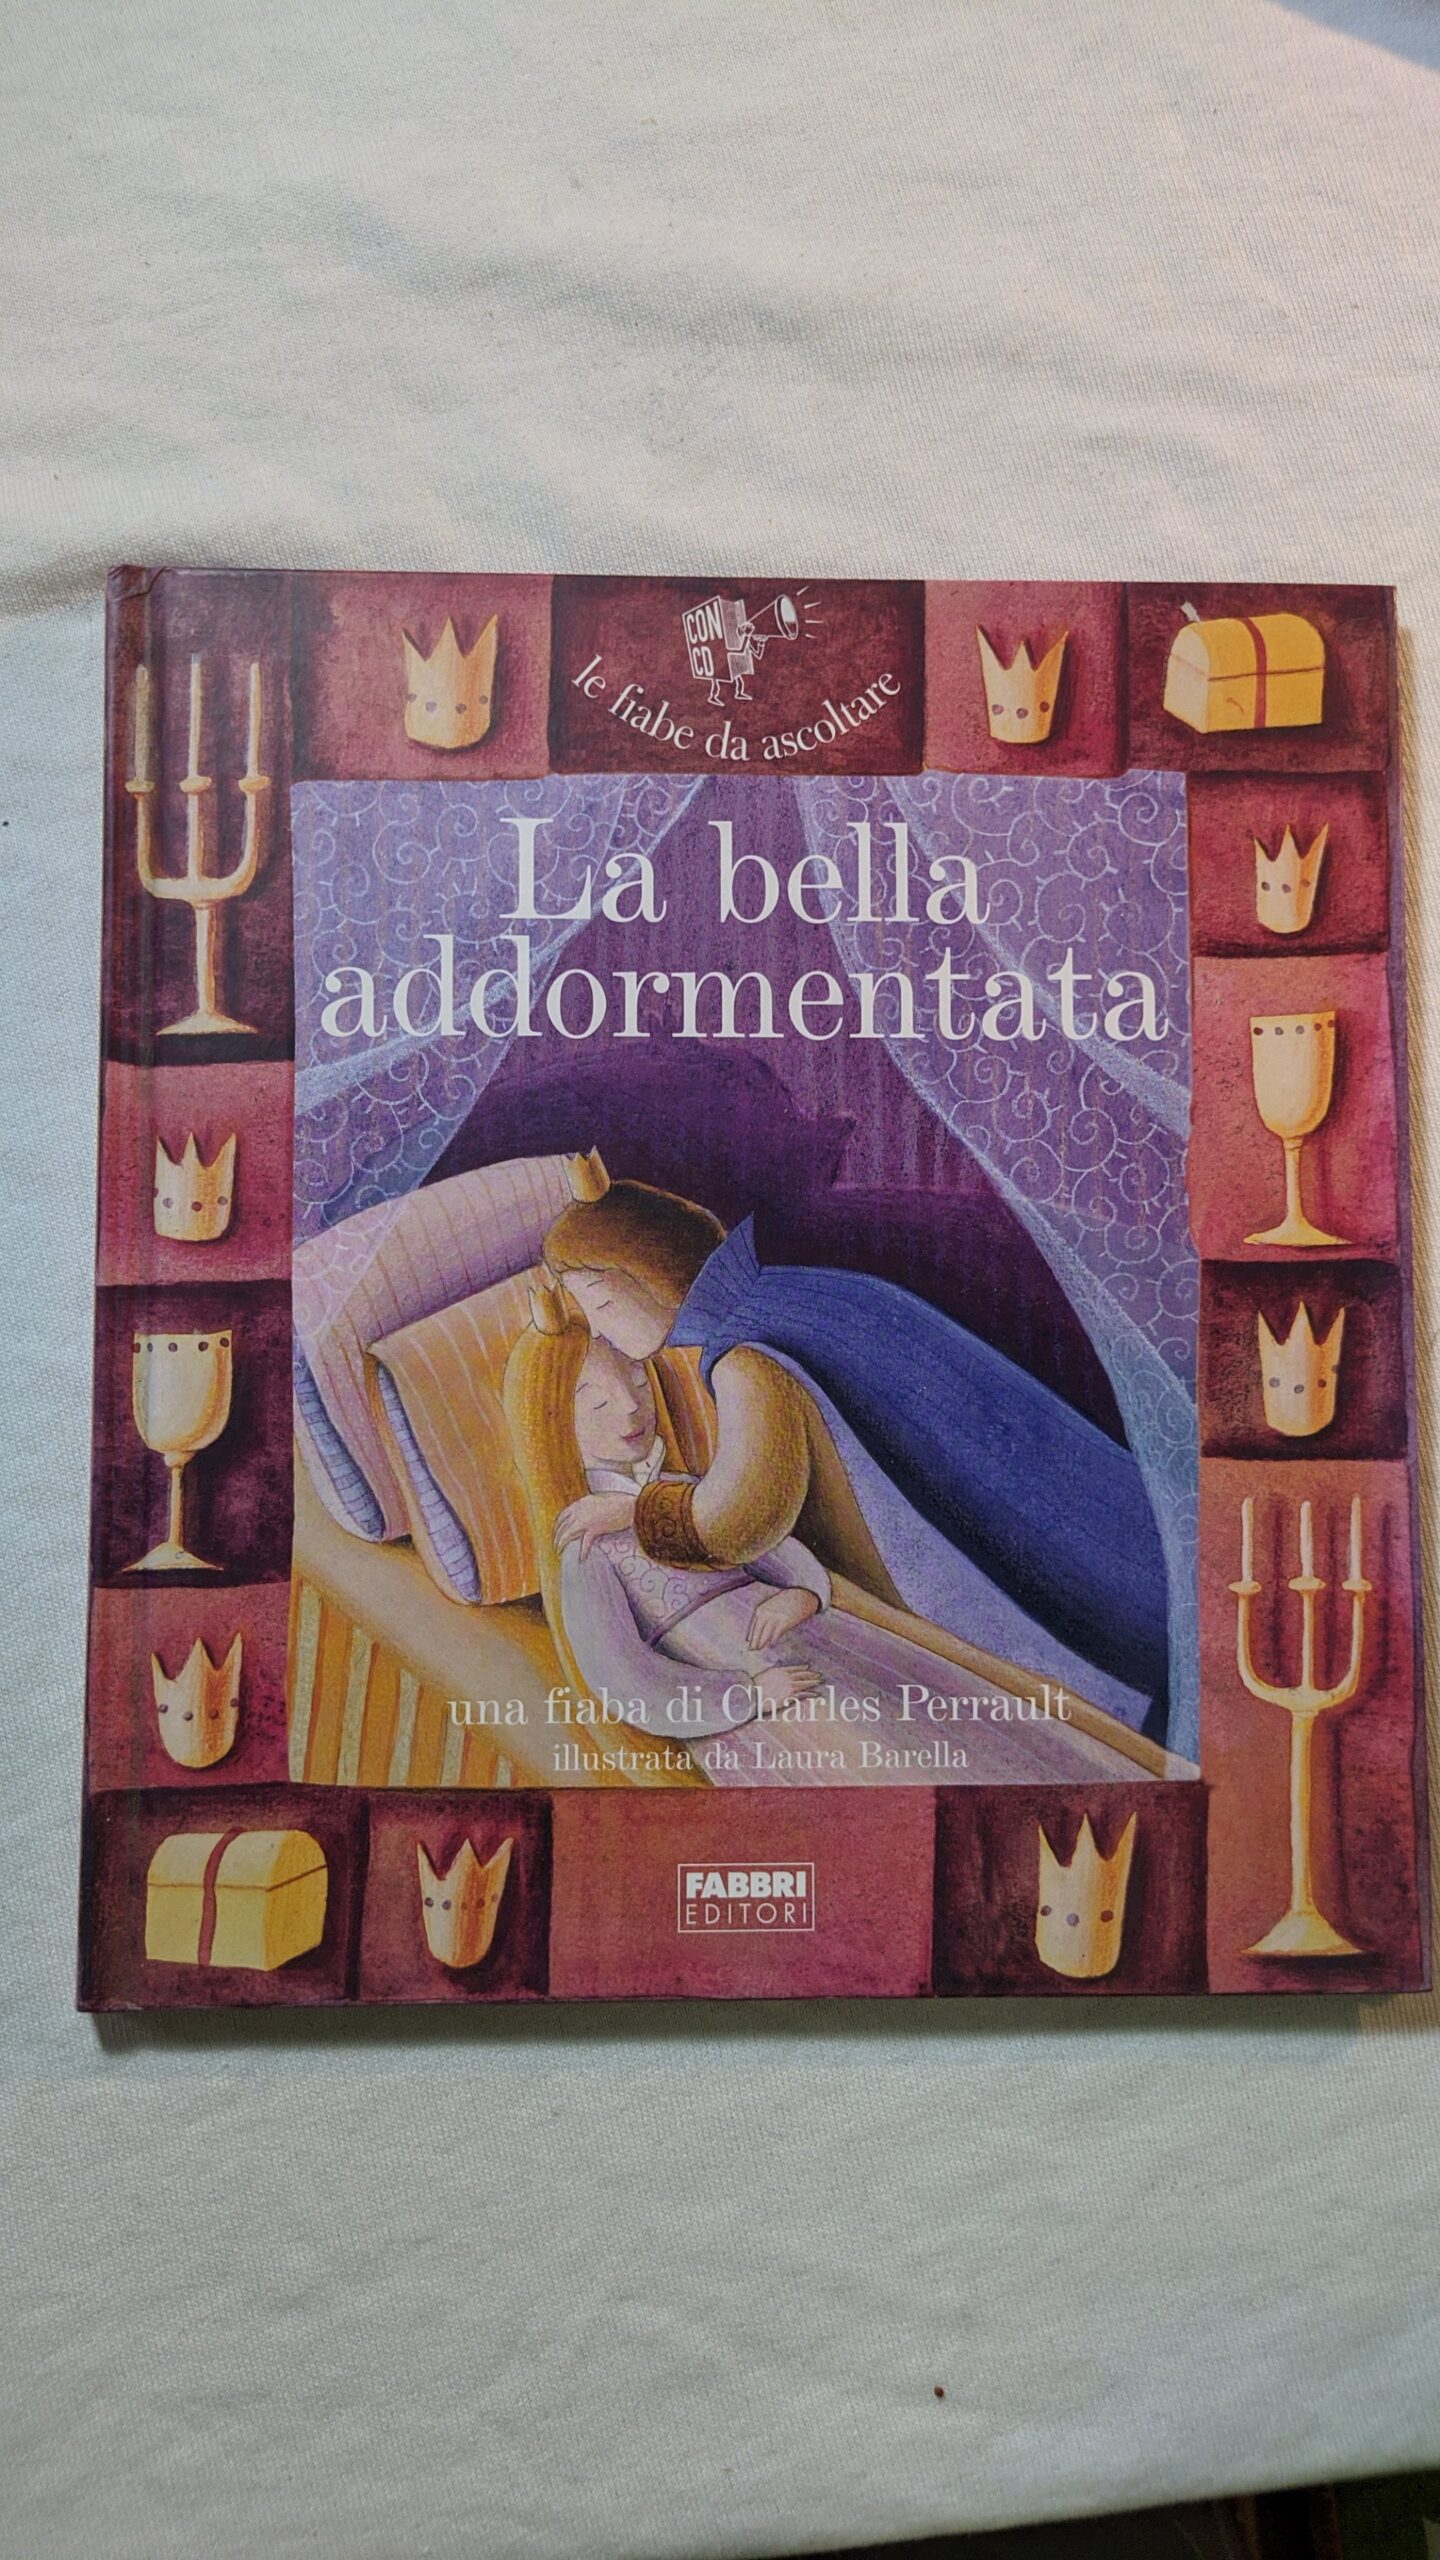 CON
CD
le fiabe da ascoltare
La bella
addormentata
una fiaba di Charles Perrault
illustrata da Laura Barella
FABBRI
EDITORI